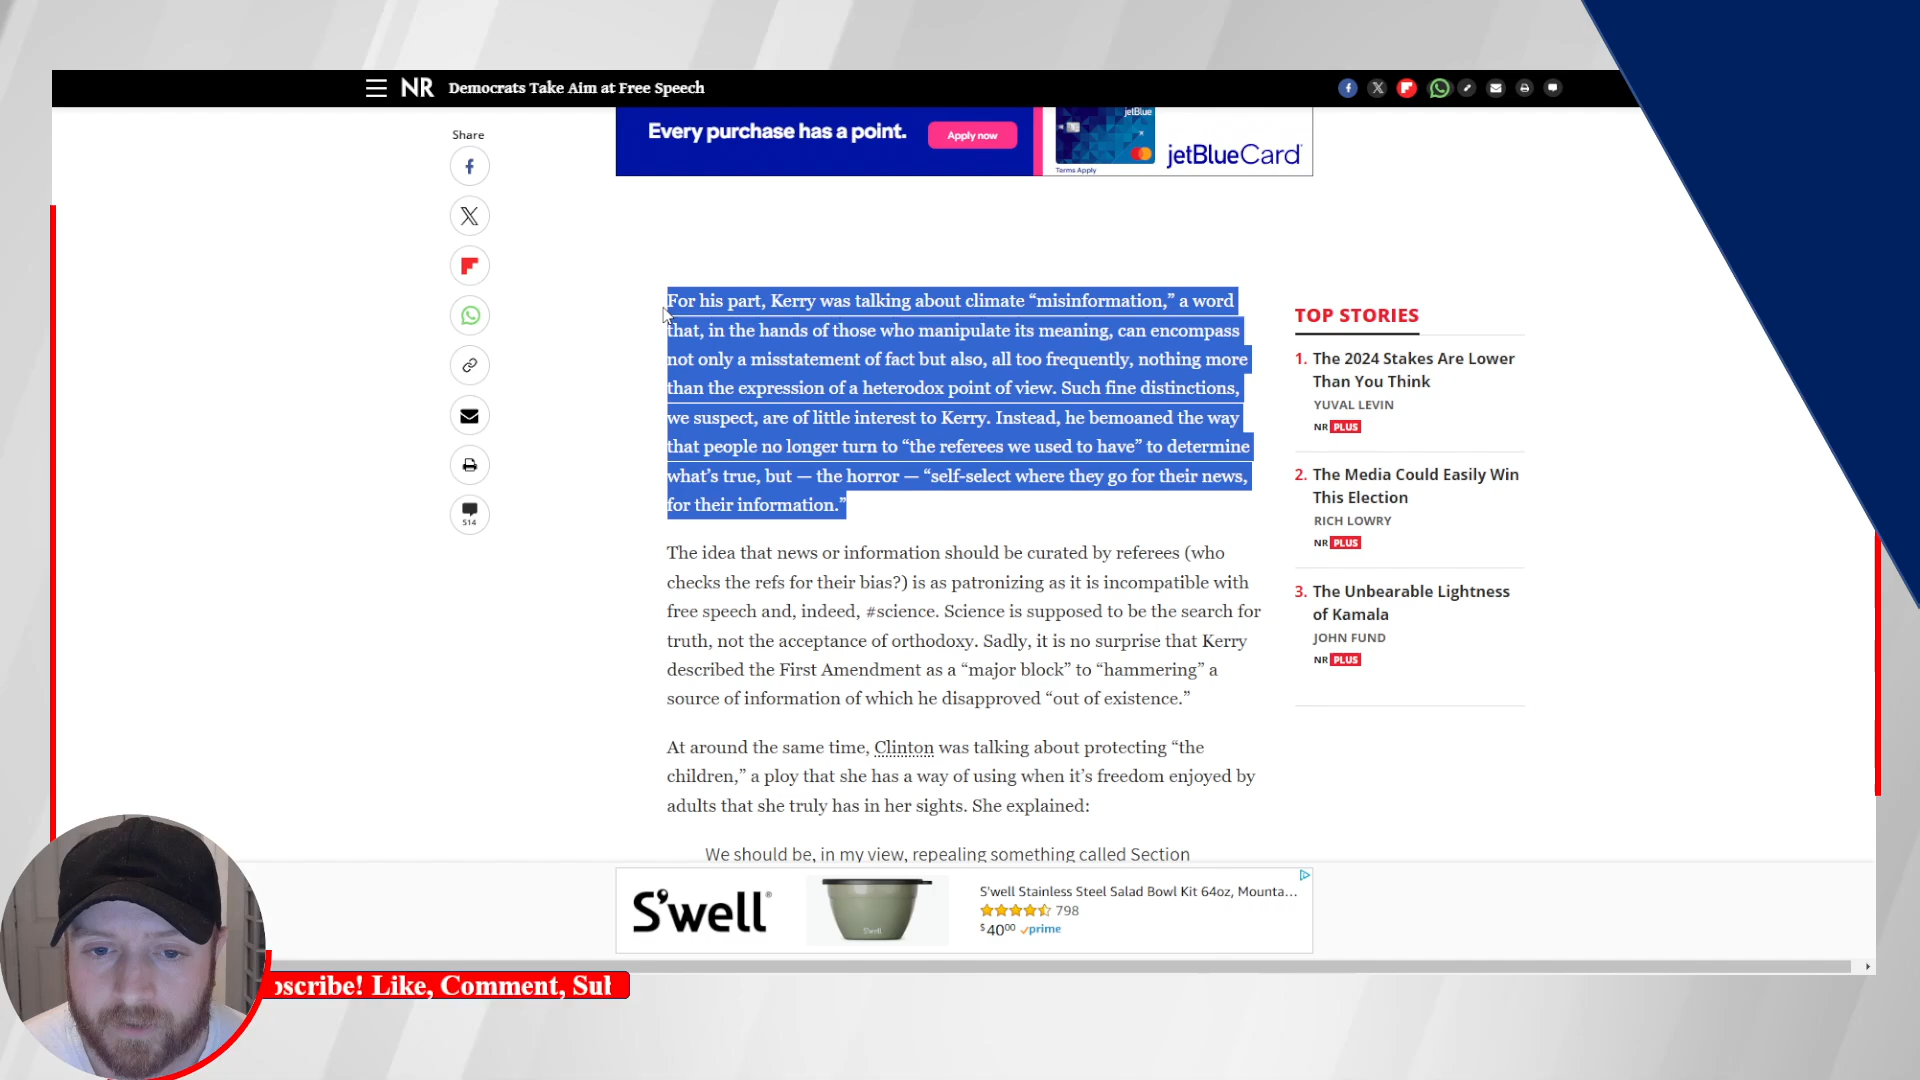 NR Democrats Take Aim at Free Speech
Share
514
Every purchase has a point.
Apply now
jetBlue
Terms Apply
jetBlueCard
For his part, Kerry was talking about climate “misinformation,” a word
that, in the hands of those who manipulate its meaning, can encompass
not only a misstatement of fact but also, all too frequently, nothing more
than the expression of a heterodox point of view. Such fine distinctions,
we suspect, are of little interest to Kerry. Instead, he bemoaned the way
that people no longer turn to “the referees we used to have” to determine
what’s true, but — the horror — “self-select where they go for their news,
for their information.”
The idea that news or information should be curated by referees (who
checks the refs for their bias?) is as patronizing as it is incompatible with
free speech and, indeed, #science. Science is supposed to be the search for
truth, not the acceptance of orthodoxy. Sadly, it is no surprise that Kerry
described the First Amendment as a “major block” to “hammering” a
source of information of which he disapproved “out of existence.”
At around the same time, Clinton was talking about protecting “the
children,” a ploy that she has a way of using when it’s freedom enjoyed by
adults that she truly has in her sights. She explained:
We should be, in my view, repealing something called Section
TOP STORIES
1. The 2024 Stakes Are Lower
Than You Think
YUVAL LEVIN
NR PLUS
2. The Media Could Easily Win
This Election
RICH LOWRY
NR PLUS
3. The Unbearable Lightness
of Kamala
JOHN FUND
NR PLUS
S'well®
S'well
S'well Stainless Steel Salad Bowl Kit 64oz, Mounta...
798
$40⁰⁰ prime
oscribe! Like, Comment, Sub